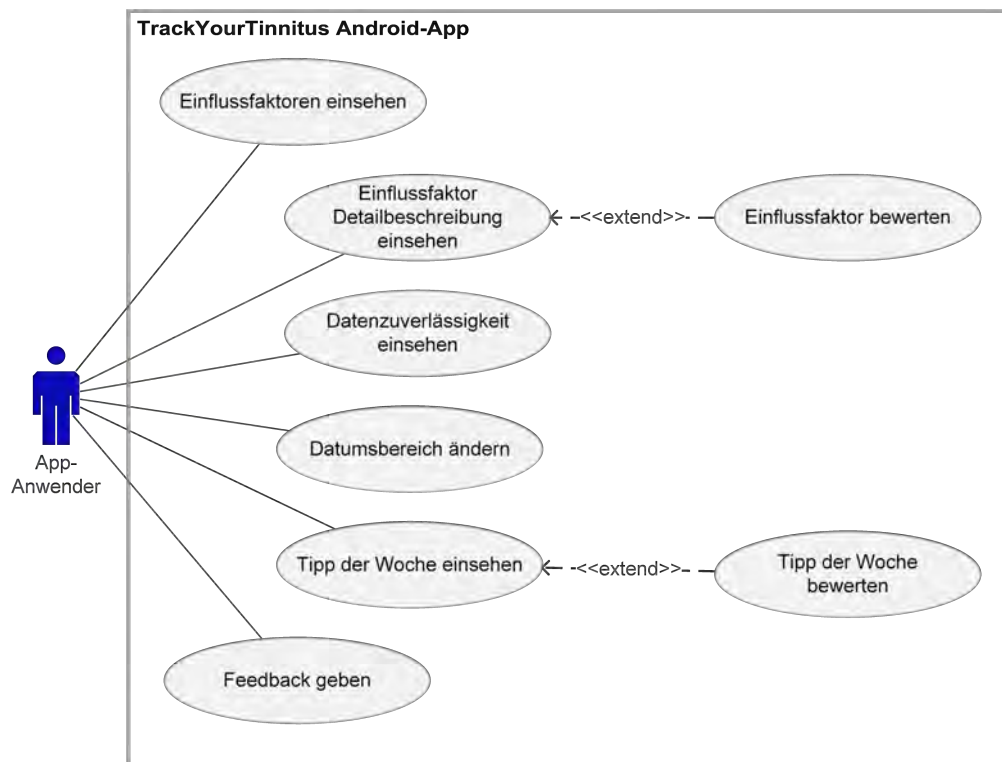 TrackYourTinnitus Android-App
Einflussfaktoren einsehen
Einflussfaktor
Detailbeschreibung
einsehen
<<extend>>
Einflussfaktor bewerten
Datenzuverlässigkeit
einsehen
App-
Anwender
Datumsbereich ändern
Tipp der Woche einsehen
<<extend>>
Tipp der Woche
bewerten
Feedback geben